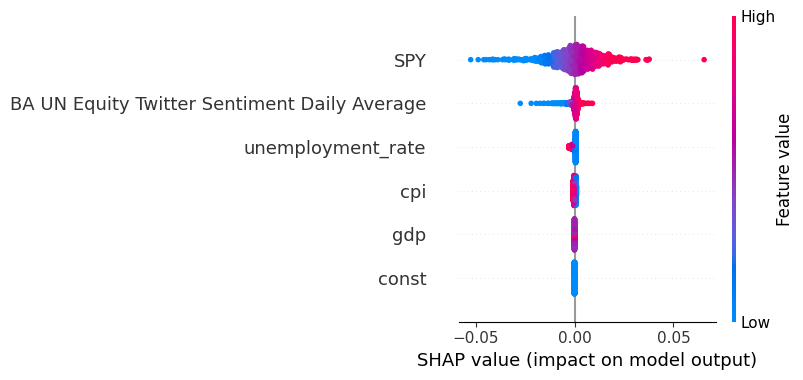 High
SPY
BA UN Equity Twitter Sentiment Daily Average
unemployment_rate
cpi
gdp
const
Feature value
Low
−0.05 0.00 0.05
SHAP value (impact on model output)